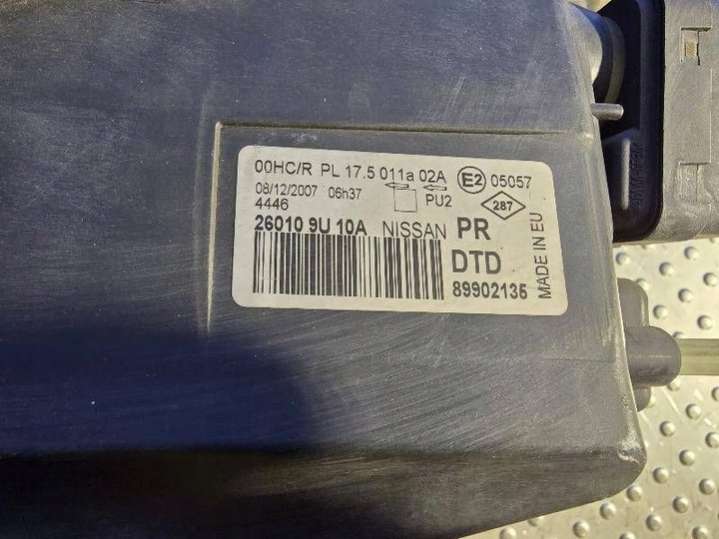 00HC/R PL 17.5 011a 02A E2 05057
08/12/2007 06h37 PU2 287
4446
26010 9U 10A NISSAN PR
DTD
89902135
MADE IN EU